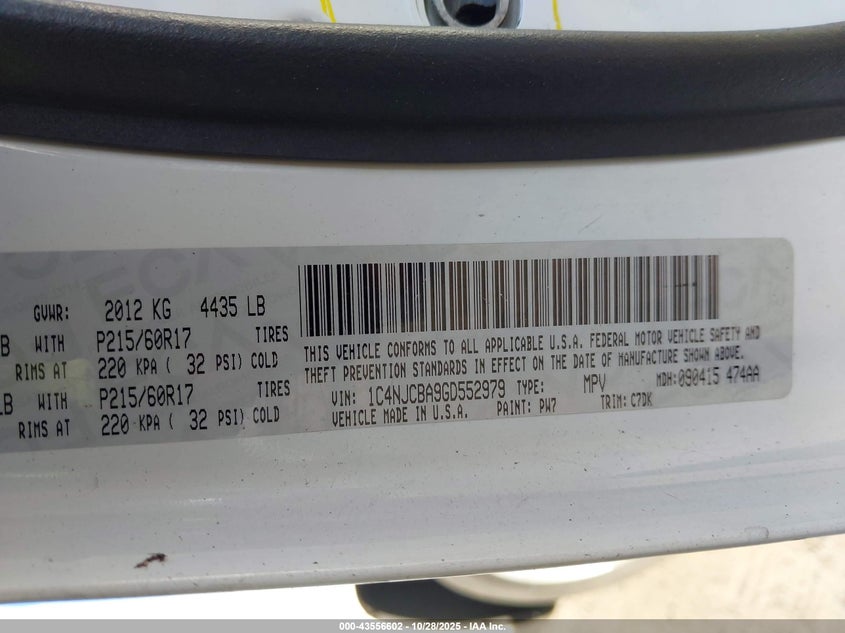 GVWR: 2012 KG 4435 LB
B WITH P215/60R17 TIRES
RIMS AT 220 KPA ( 32 PSI) COLD
LB WITH P215/60R17 TIRES
RIMS AT 220 KPA ( 32 PSI) COLD
THIS VEHICLE CONFORMS TO ALL APPLICABLE U.S.A. FEDERAL MOTOR VEHICLE SAFETY AND
THEFT PREVENTION STANDARDS IN EFFECT ON THE DATE OF MANUFACTURE SHOWN ABOVE.
VIN: 1C4NJCBA9GD552979 TYPE: MPV MDH:090415 474AA
VEHICLE MADE IN U.S.A. PAINT: PW7 TRIM: C7DK
000-43556602 - 10/28/2025 - IAA Inc.